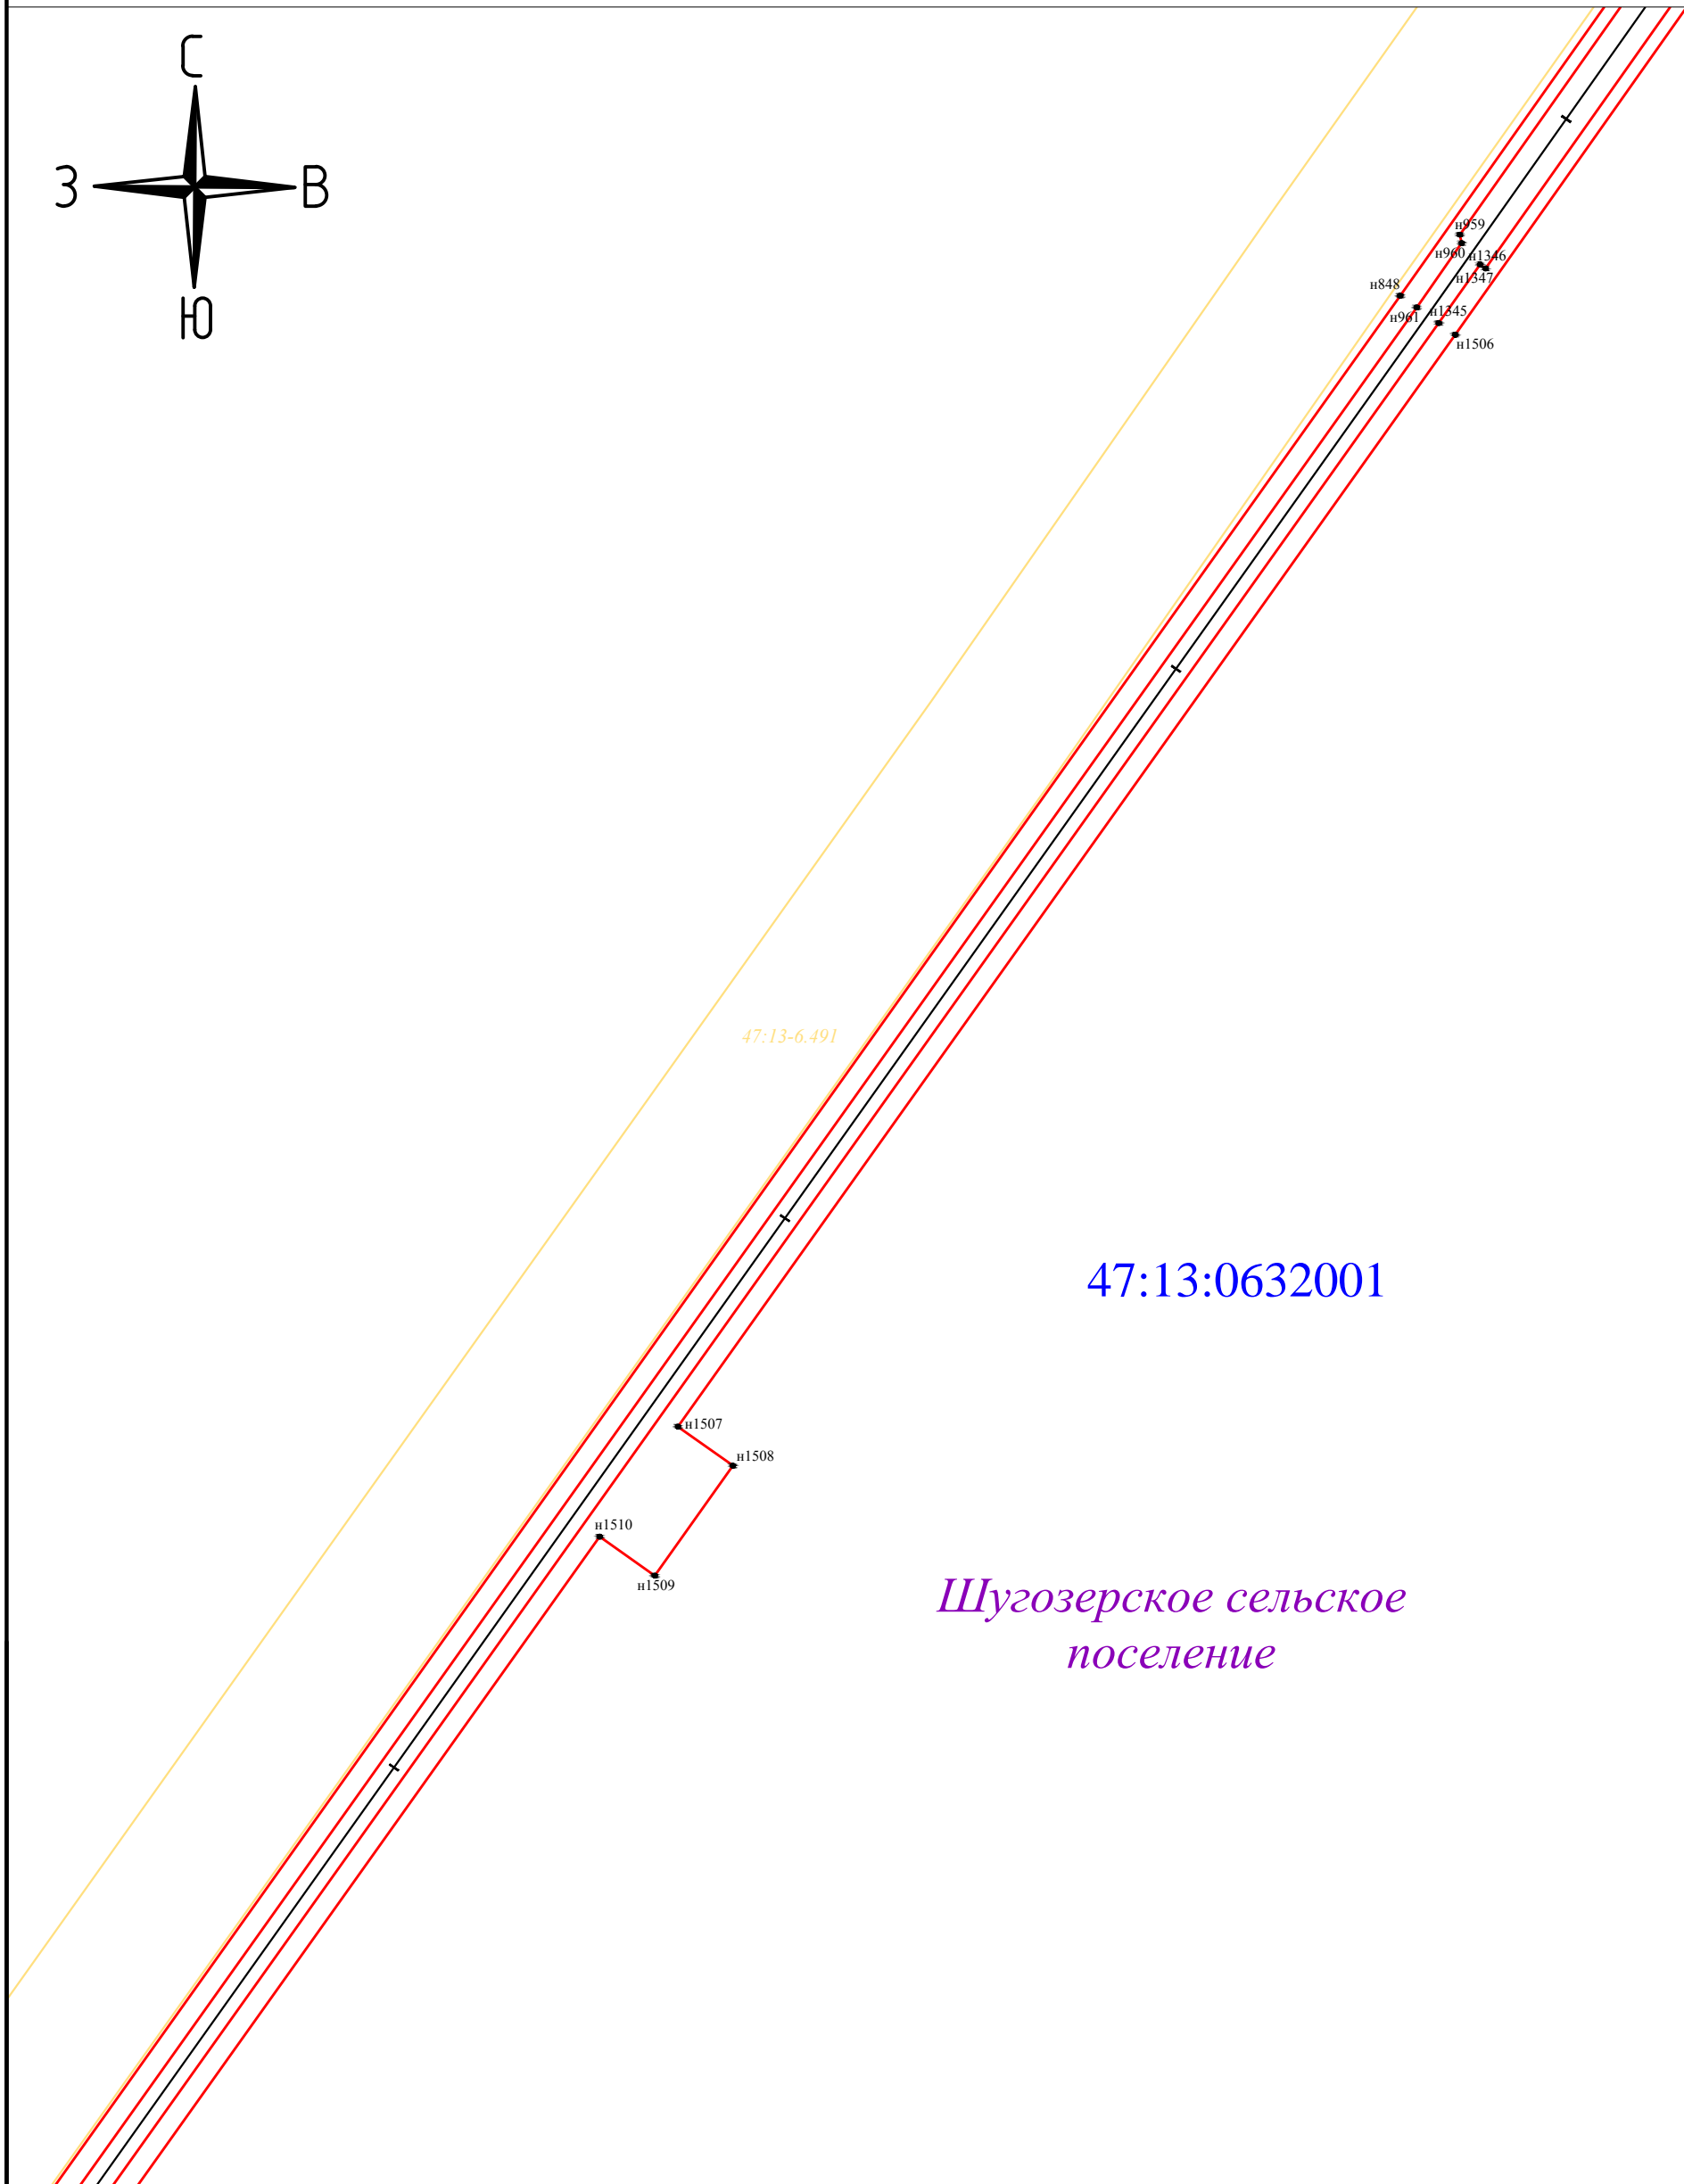 С
З
В
Ю
н959
н960
н1346
н1347
н848
н961
н1345
н1506
47:13-6.491
47:13:0632001
н1507
н1508
н1510
н1509
Шугозерское сельское
поселение